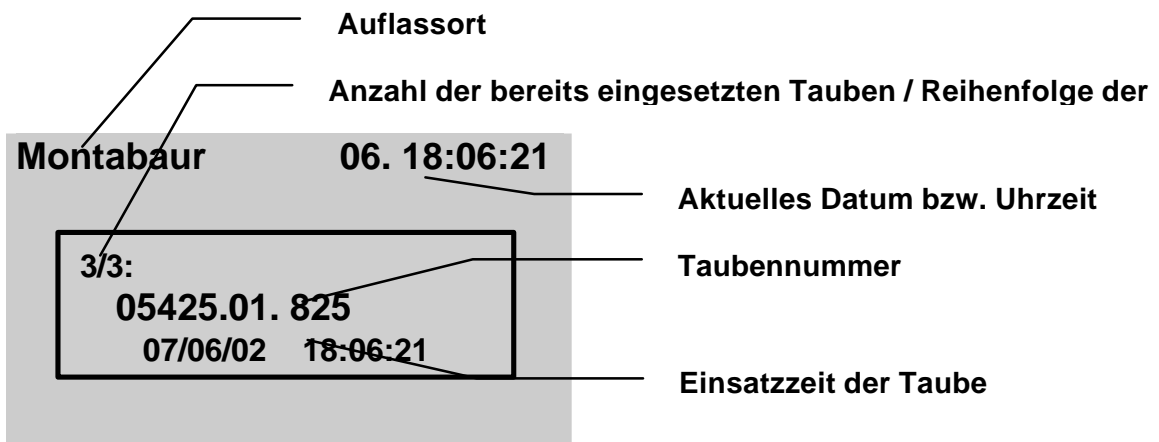 Auflassort
Anzahl der bereits eingesetzten Tauben / Reihenfolge der
Montabaur 06. 18:06:21
Aktuelles Datum bzw. Uhrzeit
3/3:
Taubennummer
05425.01. 825
07/06/02 18:06:21
Einsatzzeit der Taube